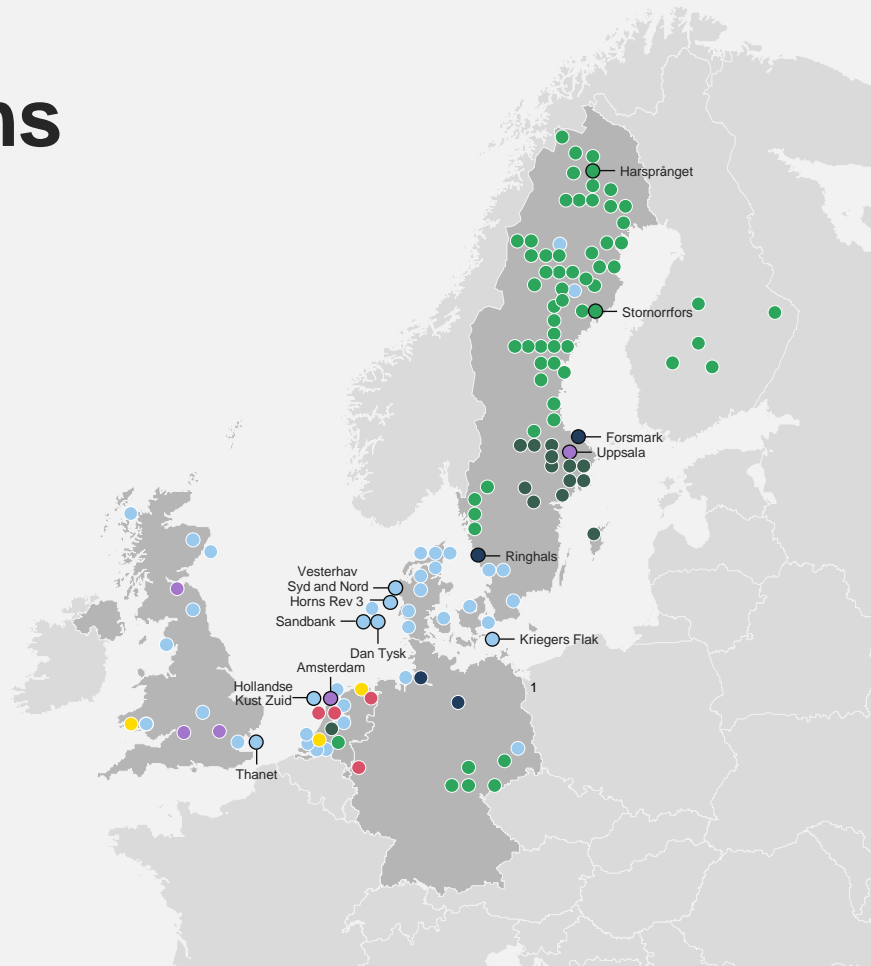 ns
Harsprånget
Stornorrfors
Forsmark
Uppsala
Ringhals
Vesterhav
Syd and Nord
Horns Rev 3
Sandbank
Dan Tysk
Kriegers Flak
Amsterdam
Hollandse
Kust Zuid
1
Thanet